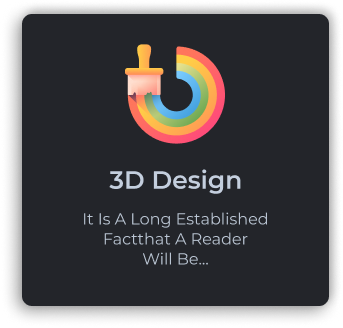 3D Design
It Is A Long Established
Factthat A Reader
Will Be...